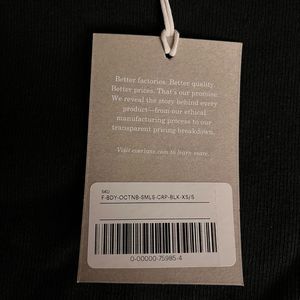 Better factories. Better quality.
Better prices. That's our promise.
We reveal the story behind every
product—from our ethical
manufacturing process to our
transparent pricing breakdown.
Visit everlane.com to learn more.
SKU
F-BDY-OCTNB-SMLS-CRP-BLK-XS/S
0-00000-75985-4